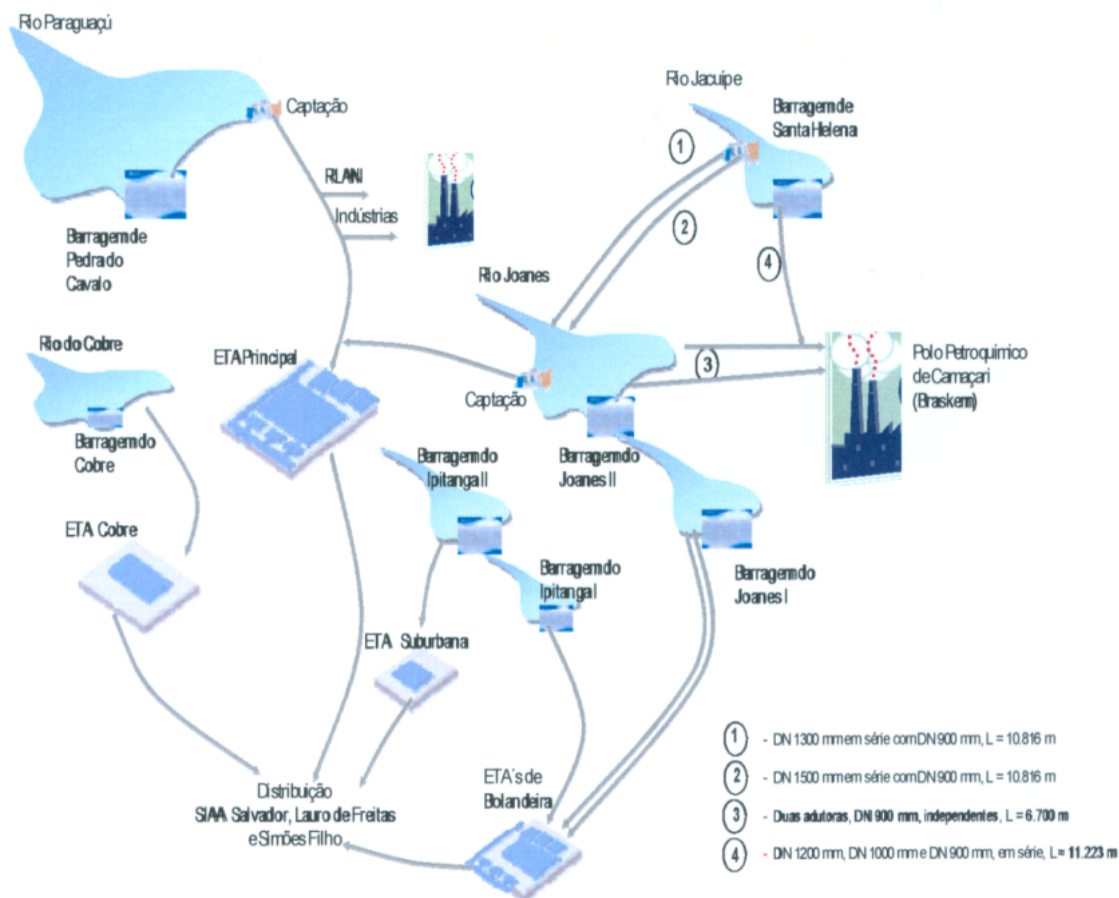 Rio Paraguaçú
Captação
RLAM
Indústrias
Barragem de
Pedra do
Cavalo
Rio Jacuípe
Barragem de
Santa Helena
1
2
4
Rio Joanes
3
Captação
Polo Petroquímico
de Camaçari
(Braskem)
Rio do Cobre
ETA Principal
Barragem do
Cobre
Barragem do
Ipitanga II
Barragem do
Joanes II
ETA Cobre
Barragem do
Ipitanga I
Barragem do
Joanes I
ETA Suburbana
Distribuição
SIAA Salvador, Lauro de Freitas
e Simões Filho
ETA´s de
Bolandeira
1 - DN 1300 mm em série com DN 900 mm, L = 10.816 m
2 - DN 1500 mm em série com DN 900 mm, L = 10.816 m
3 - Duas adutoras, DN 900 mm, independentes, L = 6.700 m
4 - DN 1200 mm, DN 1000 mm e DN 900 mm, em série, L= 11.223 m